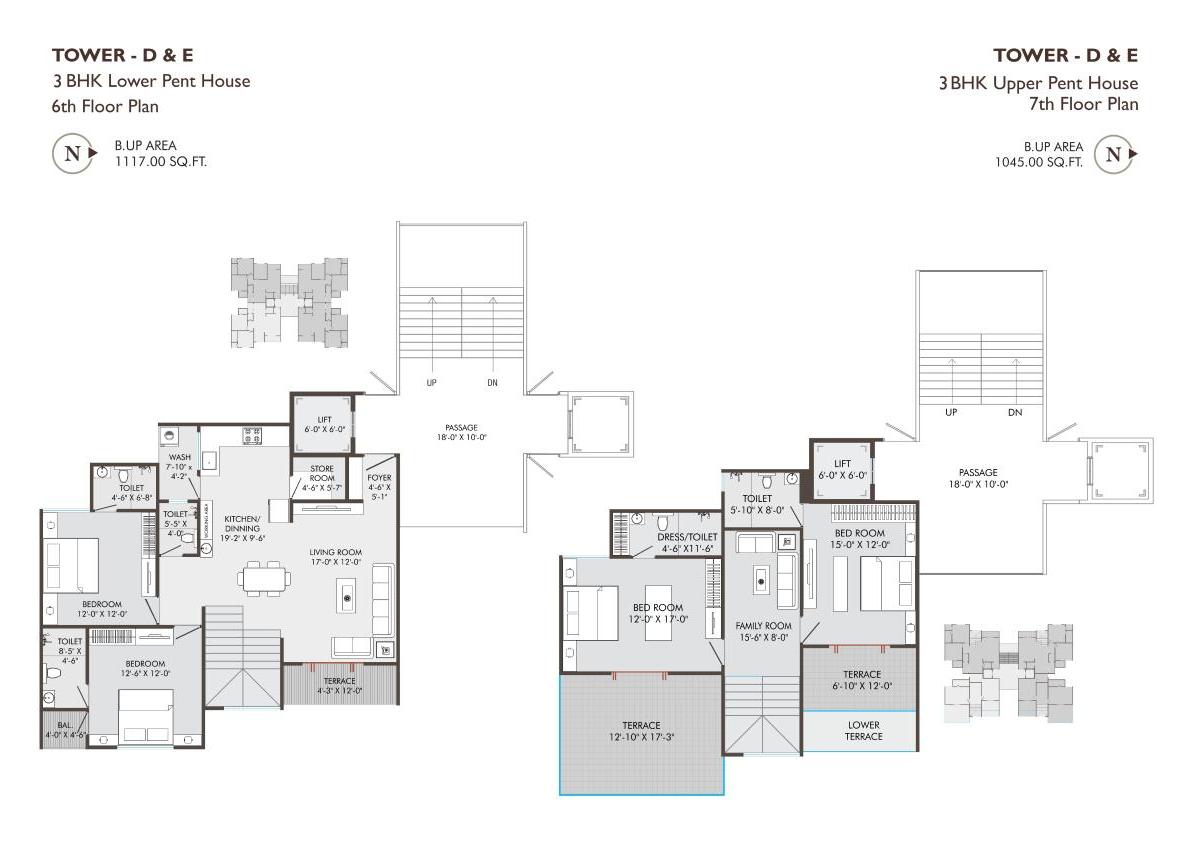 TOWER - D & E
3 BHK Lower Pent House
6th Floor Plan
N
B.UP AREA
1117.00 SQ.FT.
TOWER - D & E
3 BHK Upper Pent House
7th Floor Plan
B.UP AREA
1045.00 SQ.FT.
N
UP
DN
LIFT
6'-0" X 6'-0"
PASSAGE
18'-0" X 10'-0"
WASH
7'-10" x
4'-2"
STORE
ROOM
4'-6" X 5'-7"
FOYER
4'-6" X
5'-1"
TOILET
4'-6" X 6'-8"
TOILET
5'-5" X
4'-0"
WORKING AREA
KITCHEN/
DINNING
19'-2" X 9'-6"
LIVING ROOM
17'-0" X 12'-0"
BEDROOM
12'-0" X 12'-0"
TOILET
8'-5" X
4'-6"
BEDROOM
12'-6" X 12'-0"
TERRACE
4'-3" X 12'-0"
BAL.
4'-0" X 4'-6"
UP
DN
LIFT
6'-0" X 6'-0"
PASSAGE
18'-0" X 10'-0"
TOILET
5'-10" X 8'-0"
DRESS/TOILET
4'-6" X11'-6"
BED ROOM
15'-0" X 12'-0"
BED ROOM
12'-0" X 17'-0"
FAMILY ROOM
15'-6" X 8'-0"
TERRACE
6'-10" X 12'-0"
TERRACE
12'-10" X 17'-3"
LOWER
TERRACE